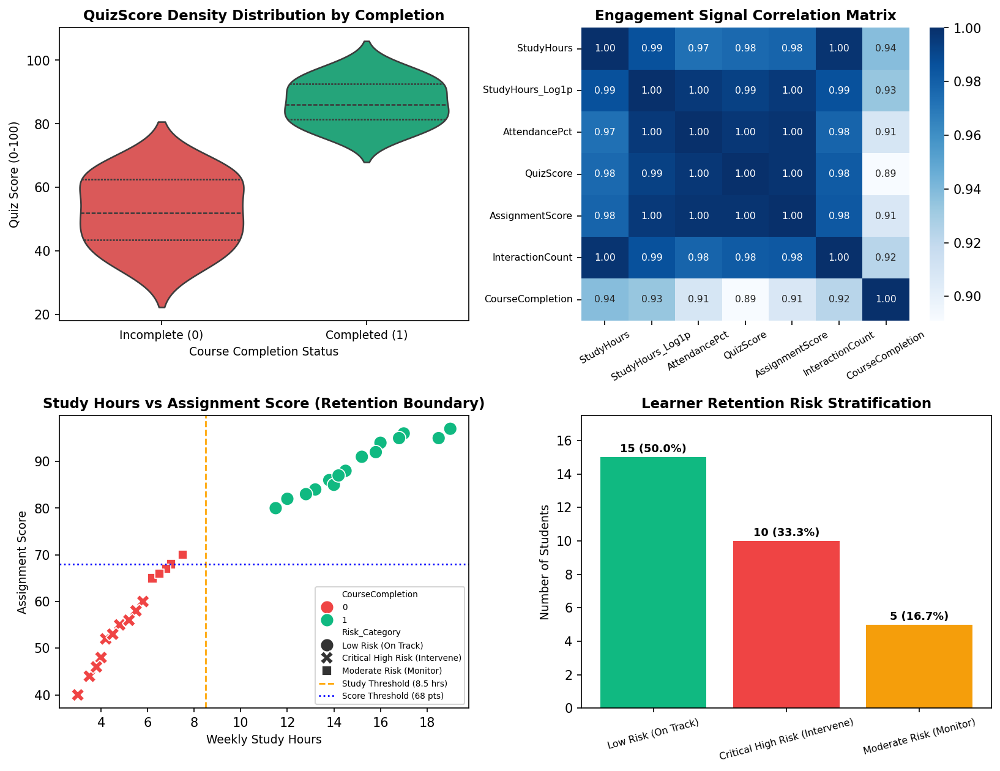 QuizScore Density Distribution by Completion
Quiz Score (0-100)
100
80
60
40
20
Incomplete (0)
Completed (1)
Course Completion Status
Engagement Signal Correlation Matrix
StudyHours 1.00 0.99 0.97 0.98 0.98 1.00 0.94
StudyHours_Log1p 0.99 1.00 1.00 0.99 1.00 0.99 0.93
AttendancePct 0.97 1.00 1.00 1.00 1.00 0.98 0.91
QuizScore 0.98 0.99 1.00 1.00 1.00 0.98 0.89
AssignmentScore 0.98 1.00 1.00 1.00 1.00 0.98 0.91
InteractionCount 1.00 0.99 0.98 0.98 0.98 1.00 0.92
CourseCompletion 0.94 0.93 0.91 0.89 0.91 0.92 1.00
StudyHours
StudyHours_Log1p
AttendancePct
QuizScore
AssignmentScore
InteractionCount
CourseCompletion
1.00
0.98
0.96
0.94
0.92
0.90
Study Hours vs Assignment Score (Retention Boundary)
Assignment Score
90
80
70
60
50
40
CourseCompletion
0
1
Risk_Category
Low Risk (On Track)
Critical High Risk (Intervene)
Moderate Risk (Monitor)
Study Threshold (8.5 hrs)
Score Threshold (68 pts)
4 6 8 10 12 14 16 18
Weekly Study Hours
Learner Retention Risk Stratification
Number of Students
16
14
12
10
8
6
4
2
0
15 (50.0%)
10 (33.3%)
5 (16.7%)
Low Risk (On Track)
Critical High Risk (Intervene)
Moderate Risk (Monitor)